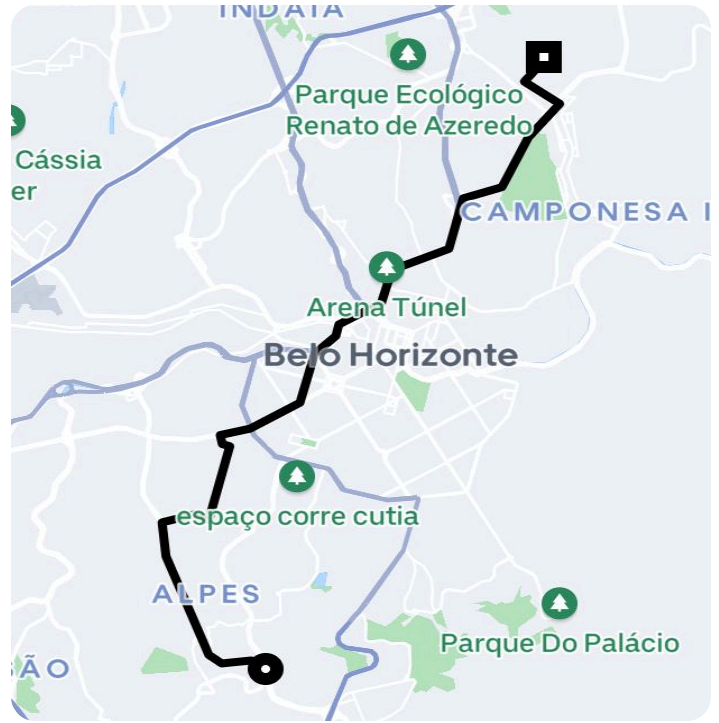 INDAIÁ
Parque Ecológico
Renato de Azeredo
Cássia
er
CAMPONESA I
Arena Túnel
Belo Horizonte
espaço corre cutia
ALPES
Parque Do Palácio
SÃO